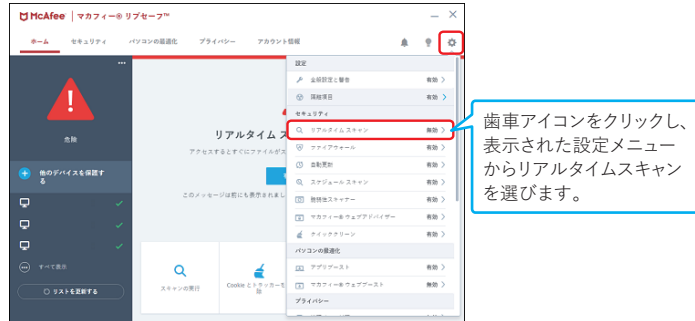 McAfee | マカフィー® リブセーフ™
ホーム
セキュリティ
パソコンの最適化
プライバシー
アカウント情報
危険
他のデバイスを保護す
る
すべて表示
リストを更新する
リアルタイム ス
アクセスするとすぐにファイルがス
このメッセージは前にも表示されまし
スキャンの実行
Cookie とトラッカーを
除
設定
全般設定と警告
有効
隔離項目
有効
セキュリティ
リアルタイム スキャン
無効
ファイアウォール
有効
自動更新
有効
スケジュール スキャン
有効
脆弱性スキャナー
有効
マカフィー® ウェブアドバイザー
有効
クイッククリーン
有効
パソコンの最適化
アプリブースト
有効
マカフィー® ウェブブースト
無効
プライバシー
歯車アイコンをクリックし、
表示された設定メニュー
からリアルタイムスキャン
を選びます。